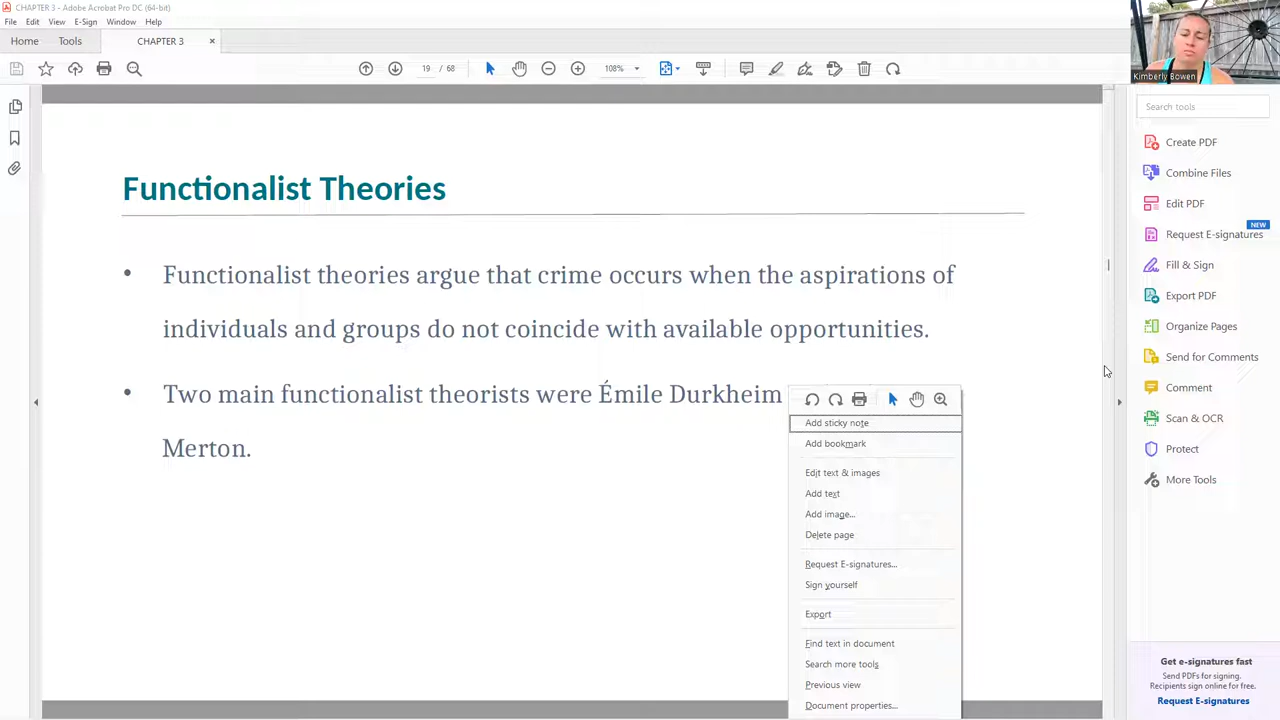 CHAPTER 3 - Adobe Acrobat Pro DC (64-bit)
File Edit View E-Sign Window Help
Home Tools CHAPTER 3 ×
19 / 68 108%
Kimberly Bowen
Functionalist Theories
• Functionalist theories argue that crime occurs when the aspirations of
individuals and groups do not coincide with available opportunities.
• Two main functionalist theorists were Émile Durkheim
Merton.
Add sticky note
Add bookmark
Edit text & images
Add text
Add image...
Delete page
Request E-signatures...
Sign yourself
Export
Find text in document
Search more tools
Previous view
Document properties...
Search tools
Create PDF
Combine Files
Edit PDF
NEW
Request E-signatures
Fill & Sign
Export PDF
Organize Pages
Send for Comments
Comment
Scan & OCR
Protect
More Tools
Get e-signatures fast
Send PDFs for signing.
Recipients sign online for free.
Request E-Signatures